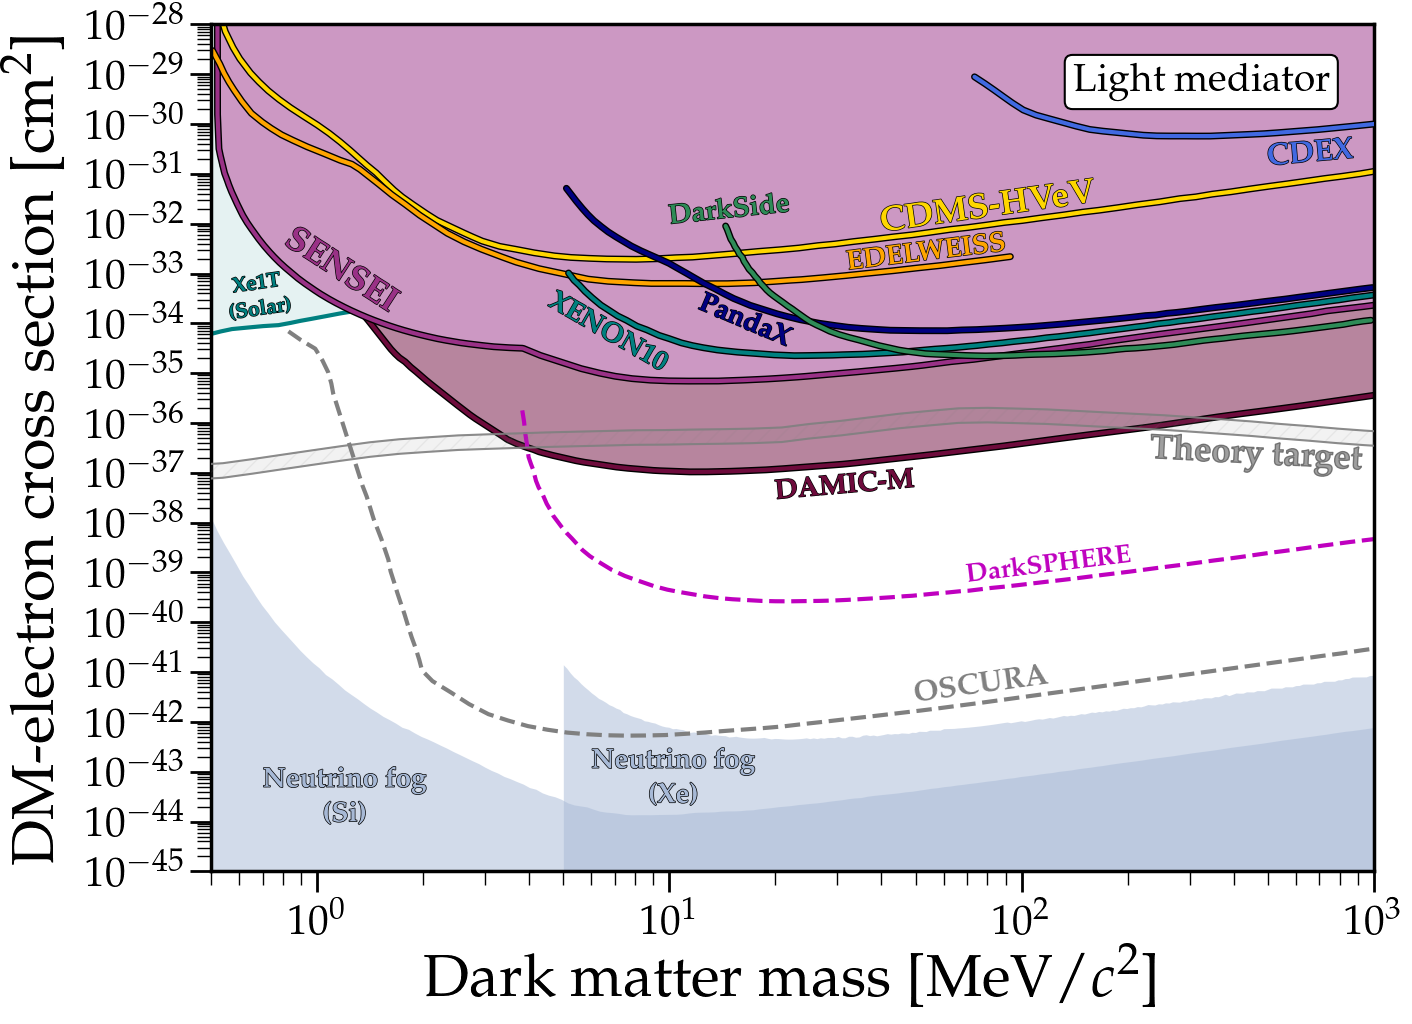 DM-electron cross section [cm²]
10⁻²⁸
10⁻²⁹
10⁻³⁰
10⁻³¹
10⁻³²
10⁻³³
10⁻³⁴
10⁻³⁵
10⁻³⁶
10⁻³⁷
10⁻³⁸
10⁻³⁹
10⁻⁴⁰
10⁻⁴¹
10⁻⁴²
10⁻⁴³
10⁻⁴⁴
10⁻⁴⁵
Light mediator
CDEX
CDMS-HVeV
DarkSide
EDELWEISS
SENSEI
Xe1T
(Solar)
XENON10
PandaX
Theory target
DAMIC-M
DarkSPHERE
OSCURA
Neutrino fog
(Si)
Neutrino fog
(Xe)
10⁰
10¹
10²
10³
Dark matter mass [MeV/c²]